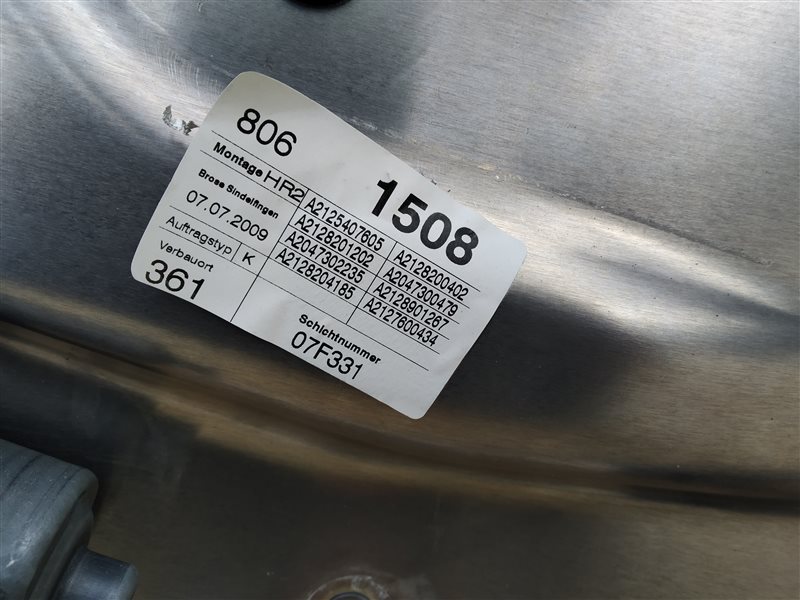 806
1508
Montage HR2
Brose Sindelfingen
07.07.2009
Auftragstyp K
Verbauort
361
A2125407605 A2128200402
A2128201202 A2047300479
A2047302235 A2128901267
A2128204185 A2127600434
Schichtnummer
07F331